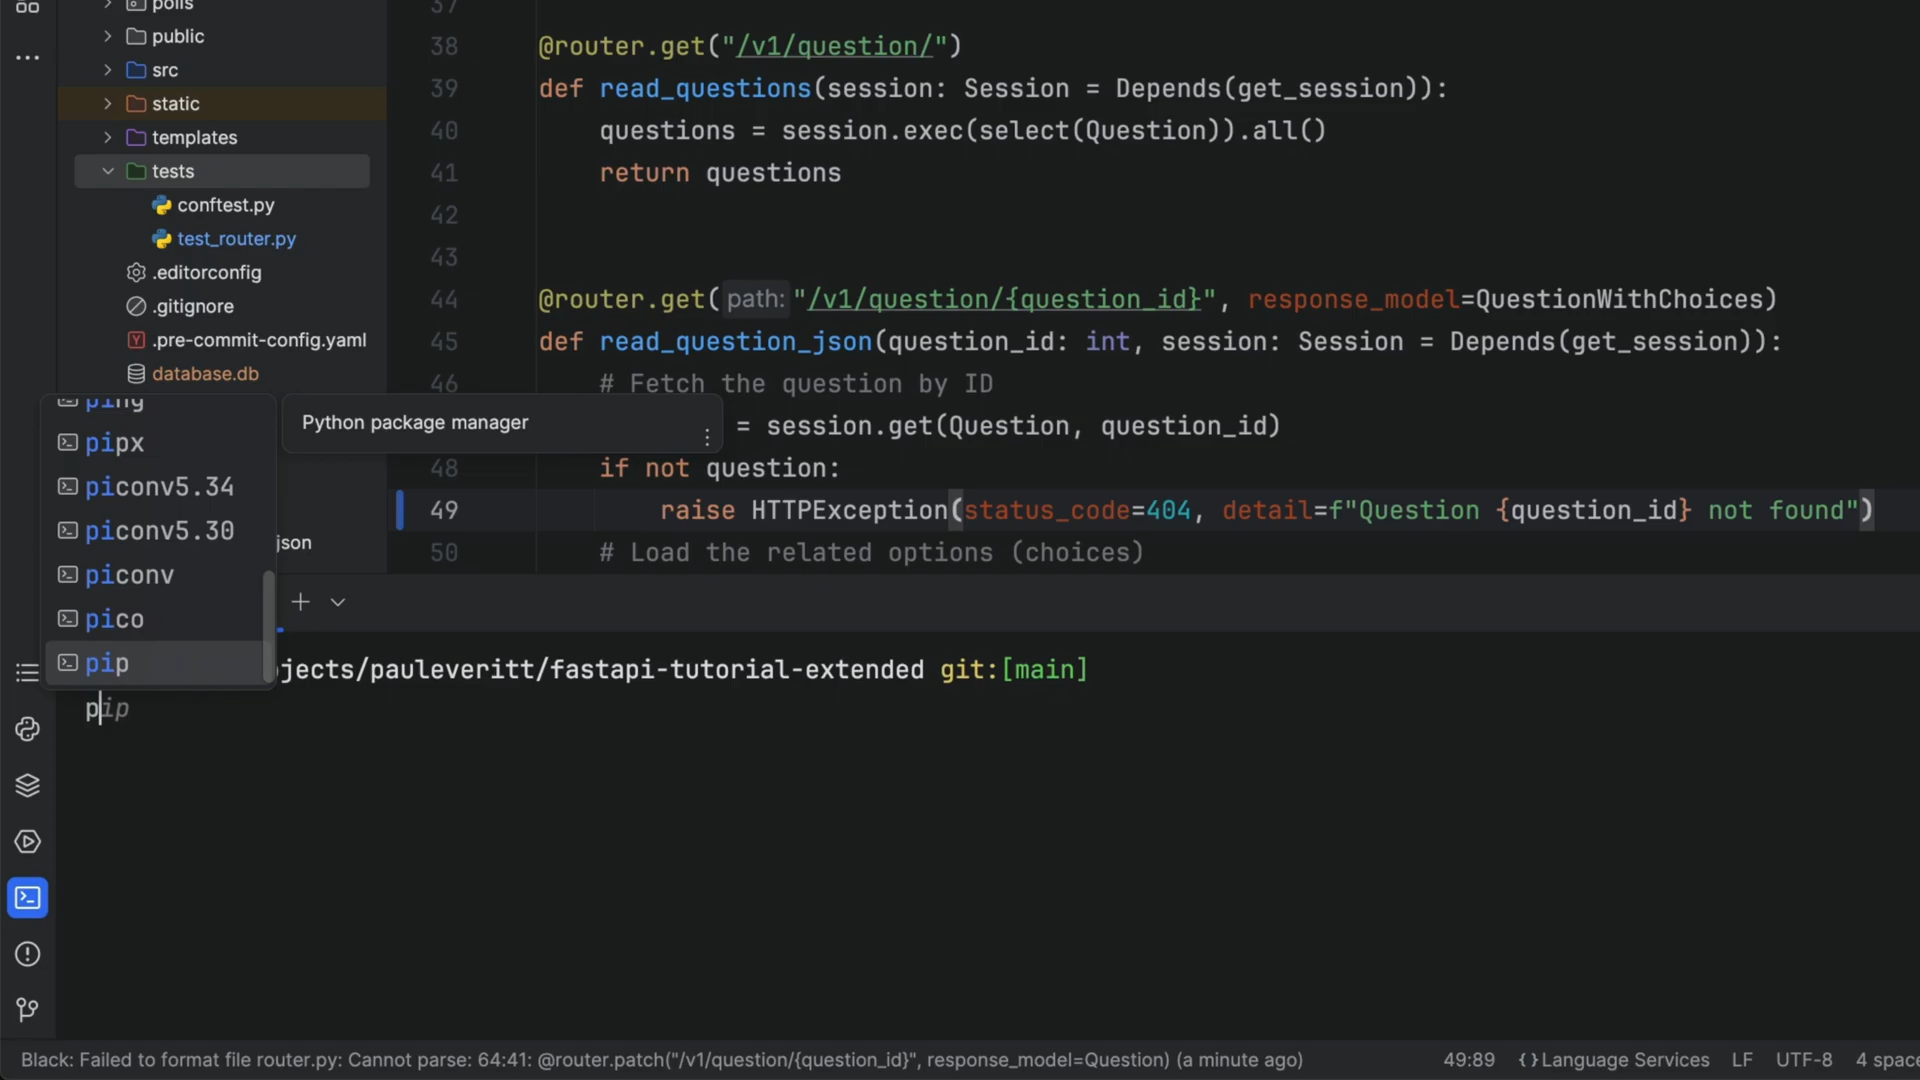 polls
public
src
static
templates
tests
conftest.py
test_router.py
.editorconfig
.gitignore
.pre-commit-config.yaml
database.db
json
37
38 @router.get("/v1/question/")
39 def read_questions(session: Session = Depends(get_session)):
40 questions = session.exec(select(Question)).all()
41 return questions
42
43
44 @router.get( path: "/v1/question/{question_id}", response_model=QuestionWithChoices)
45 def read_question_json(question_id: int, session: Session = Depends(get_session)):
46 # Fetch the question by ID
= session.get(Question, question_id)
48 if not question:
49 raise HTTPException(status_code=404, detail=f"Question {question_id} not found")
50 # Load the related options (choices)
ping
pipx
piconv5.34
piconv5.30
piconv
pico
pip
Python package manager
jects/pauleveritt/fastapi-tutorial-extended git:[main]
pip
Black: Failed to format file router.py: Cannot parse: 64:41: @router.patch("/v1/question/{question_id}", response_model=Question) (a minute ago)
49:89 {} Language Services LF UTF-8 4 space